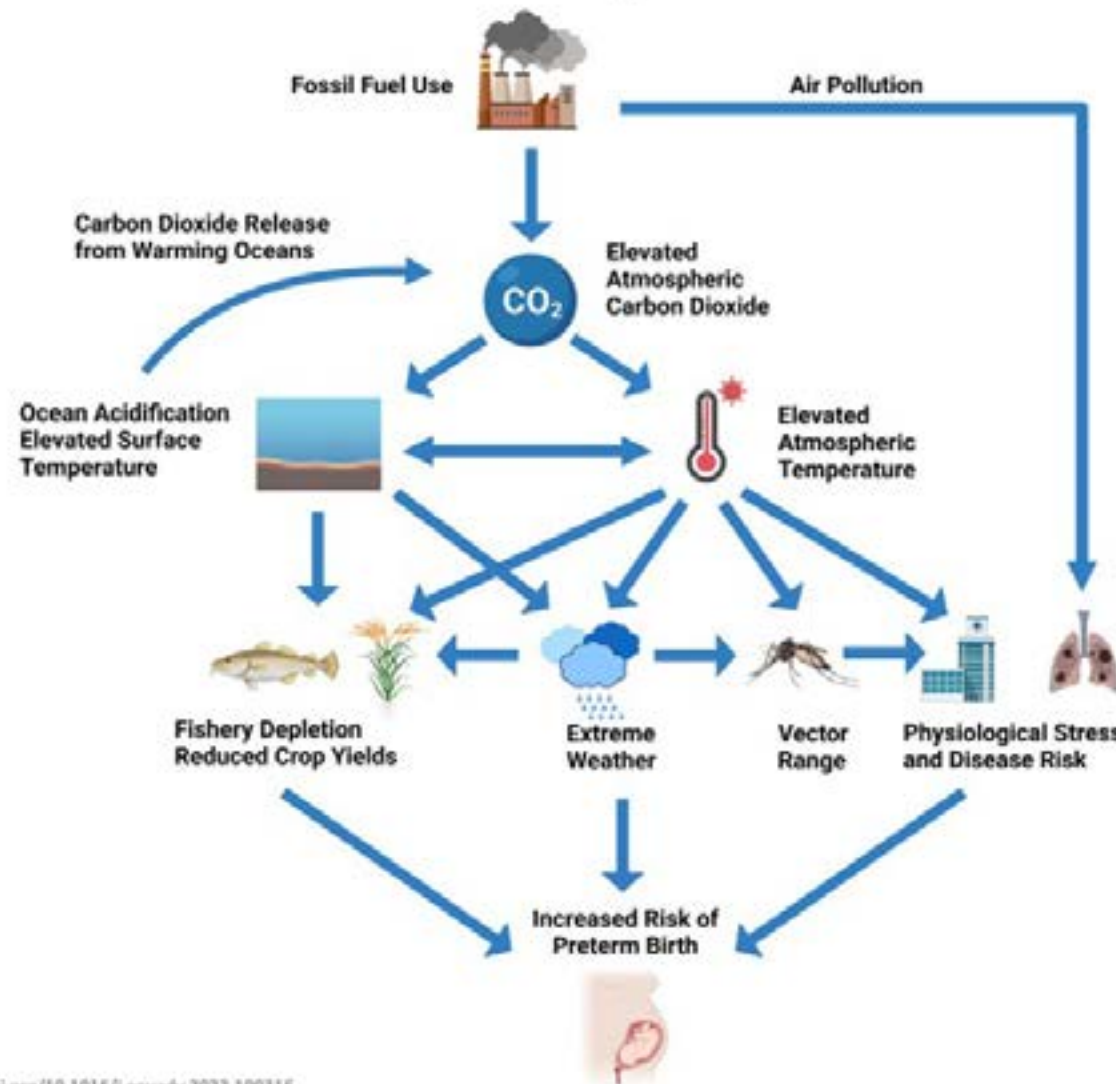 Fossil Fuel Use
Air Pollution
Carbon Dioxide Release
from Warming Oceans
CO₂
Elevated
Atmospheric
Carbon Dioxide
Ocean Acidification
Elevated Surface
Temperature
Elevated
Atmospheric
Temperature
Fishery Depletion
Reduced Crop Yields
Extreme
Weather
Vector
Range
Physiological Stress
and Disease Risk
Increased Risk of
Preterm Birth